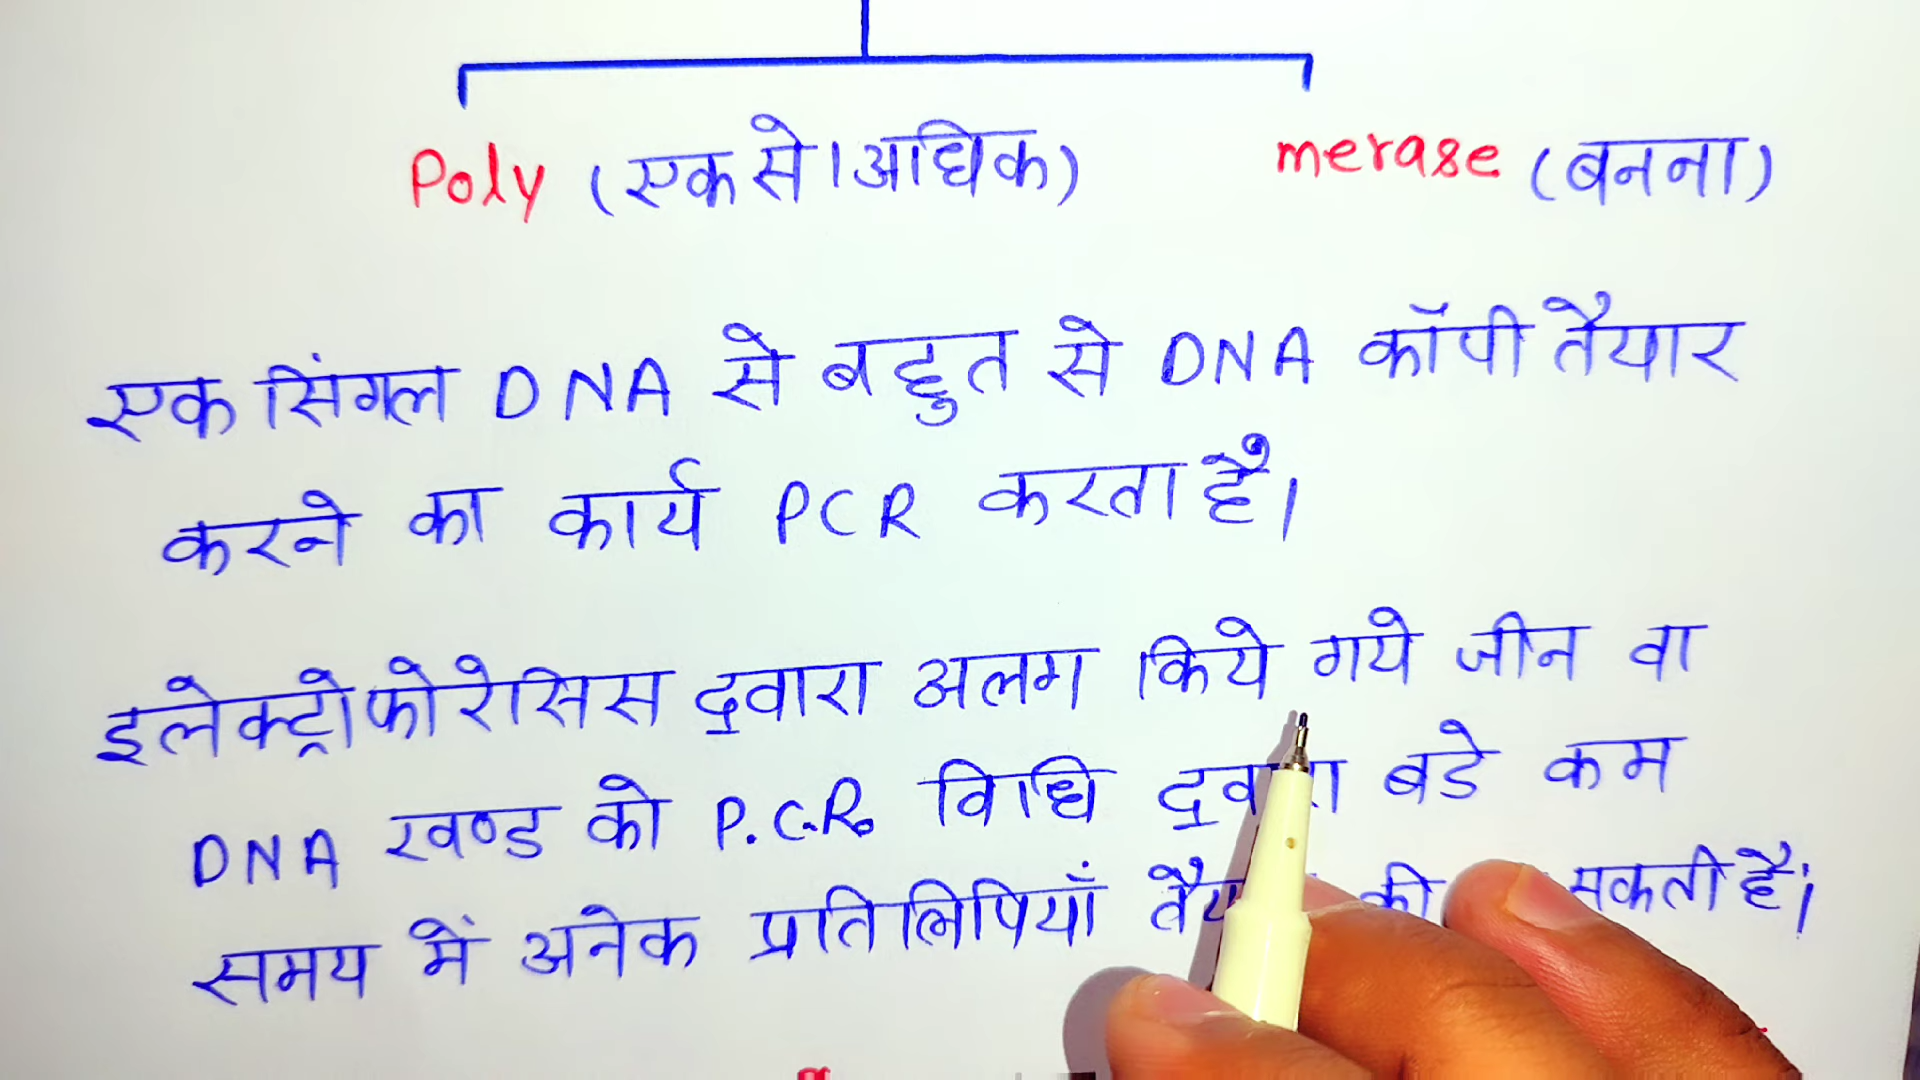 Poly (एक से अधिक) merase (बनना)
एक सिंगल DNA से बहुत से DNA कॉपी तैयार
करने का कार्य PCR करता है।
इलेक्ट्रोफोरेसिस द्वारा अलग किये गये जीन वा
DNA खण्ड को P.C.R. विधि द्वारा बडे कम
समय में अनेक प्रतिलिपियाँ की सकती है।